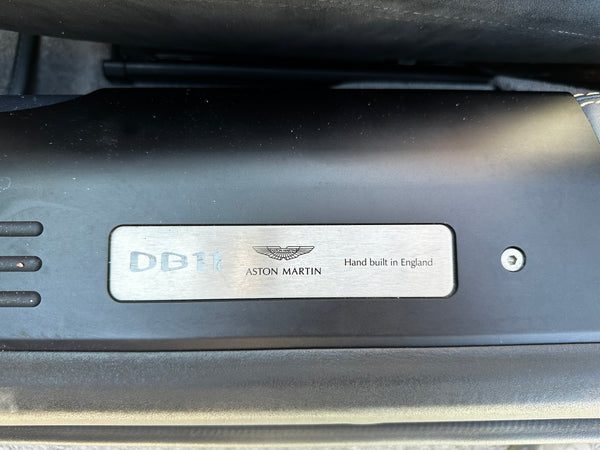 DB11
ASTON MARTIN
Hand built in England